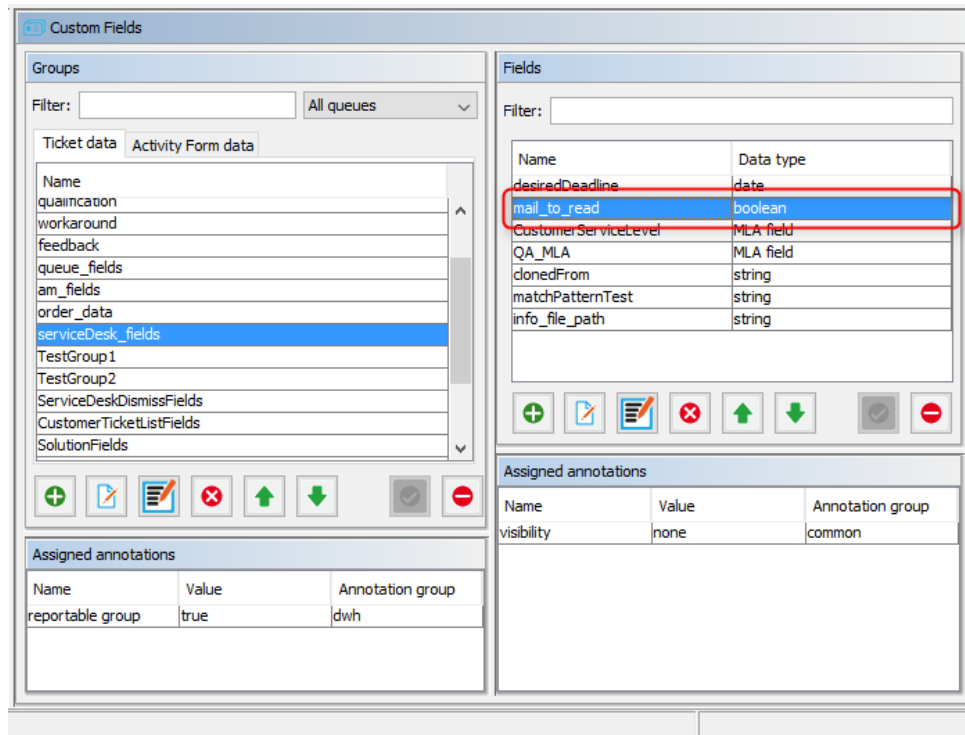 Custom Fields
Groups
Filter:
All queues
Ticket data
Activity Form data
Name
qualification
workaround
feedback
queue_fields
am_fields
order_data
serviceDesk_fields
TestGroup1
TestGroup2
ServiceDeskDismissFields
CustomerTicketListFields
SolutionFields
Assigned annotations
Name Value Annotation group
reportable group true dwh
Fields
Filter:
Name Data type
desiredDeadline date
mail_to_read boolean
CustomerServiceLevel MLA field
QA_MLA MLA field
clonedFrom string
matchPatternTest string
info_file_path string
Assigned annotations
Name Value Annotation group
visibility none common